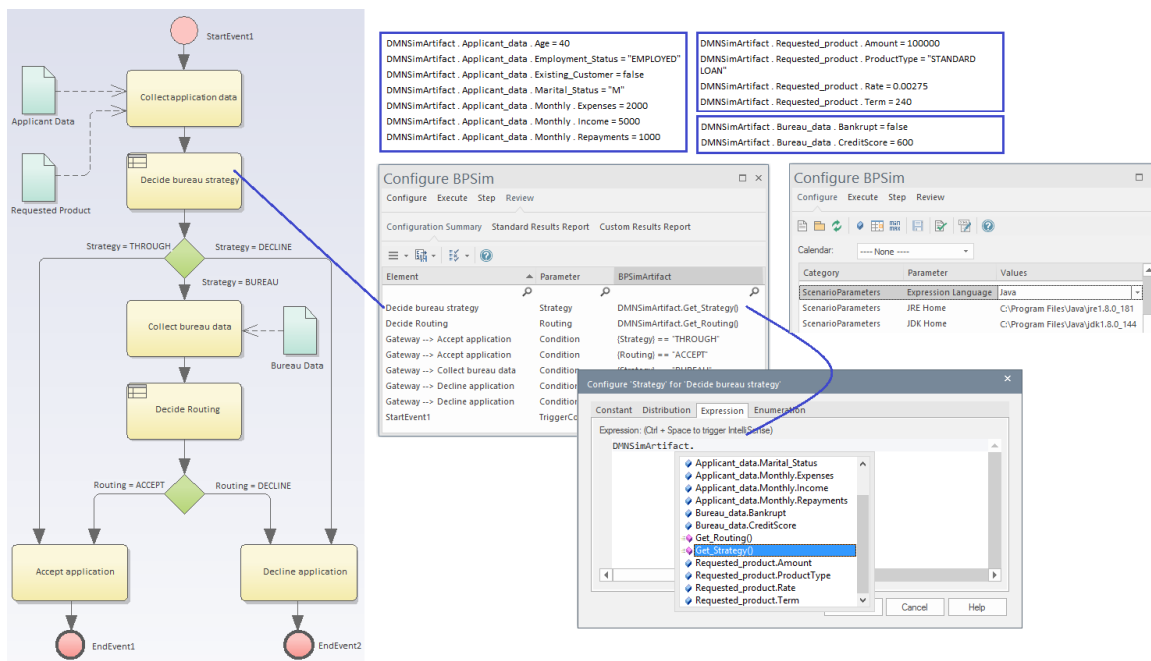 StartEvent1
Collect application data
Applicant Data
Decide bureau strategy
Requested Product
Strategy = THROUGH
Strategy = DECLINE
Strategy = BUREAU
Collect bureau data
Bureau Data
Decide Routing
Routing = ACCEPT
Routing = DECLINE
Accept application
Decline application
EndEvent1
EndEvent2
DMNSimArtifact . Applicant_data . Age = 40
DMNSimArtifact . Applicant_data . Employment_Status = "EMPLOYED"
DMNSimArtifact . Applicant_data . Existing_Customer = false
DMNSimArtifact . Applicant_data . Marital_Status = "M"
DMNSimArtifact . Applicant_data . Monthly . Expenses = 2000
DMNSimArtifact . Applicant_data . Monthly . Income = 5000
DMNSimArtifact . Applicant_data . Monthly . Repayments = 1000
DMNSimArtifact . Requested_product . Amount = 100000
DMNSimArtifact . Requested_product . ProductType = "STANDARD
LOAN"
DMNSimArtifact . Requested_product . Rate = 0.00275
DMNSimArtifact . Requested_product . Term = 240
DMNSimArtifact . Bureau_data . Bankrupt = false
DMNSimArtifact . Bureau_data . CreditScore = 600
Configure BPSim
Configure Execute Step Review
Configuration Summary Standard Results Report Custom Results Report
Element Parameter BPSimArtifact
Decide bureau strategy Strategy DMNSimArtifact.Get_Strategy()
Decide Routing Routing DMNSimArtifact.Get_Routing()
Gateway --> Accept application Condition {Strategy} == "THROUGH"
Gateway --> Accept application Condition {Routing} == "ACCEPT"
Gateway --> Collect bureau data Condition {Strategy} == "BUREAU"
Gateway --> Decline application Condition
Gateway --> Decline application Condition
StartEvent1 TriggerCo
Configure BPSim
Configure Execute Step Review
Calendar: ---- None ----
Category Parameter Values
ScenarioParameters Expression Language Java
ScenarioParameters JRE Home C:\Program Files\Java\jre1.8.0_181
ScenarioParameters JDK Home C:\Program Files\Java\jdk1.8.0_144
Configure 'Strategy' for 'Decide bureau strategy'
Constant Distribution Expression Enumeration
Expression: (Ctrl + Space to trigger IntelliSense)
DMNSimArtifact.
Applicant_data.Marital_Status
Applicant_data.Monthly.Expenses
Applicant_data.Monthly.Income
Applicant_data.Monthly.Repayments
Bureau_data.Bankrupt
Bureau_data.CreditScore
Get_Routing()
Get_Strategy()
Requested_product.Amount
Requested_product.ProductType
Requested_product.Rate
Requested_product.Term
Cancel Help